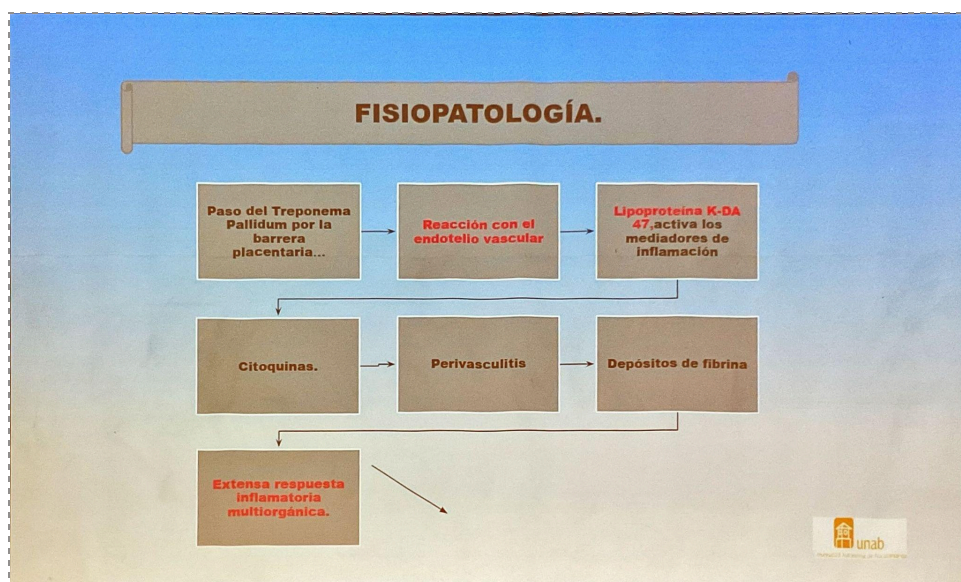 FISIOPATOLOGÍA.
Paso del Treponema
Pallidum por la
barrera
placentaria...
Reacción con el
endotelio vascular
Lipoproteína K-DA
47,activa los
mediadores de
inflamación
Citoquinas.
Perivasculitis
Depósitos de fibrina
Extensa respuesta
inflamatoria
multiorgánica.
unab